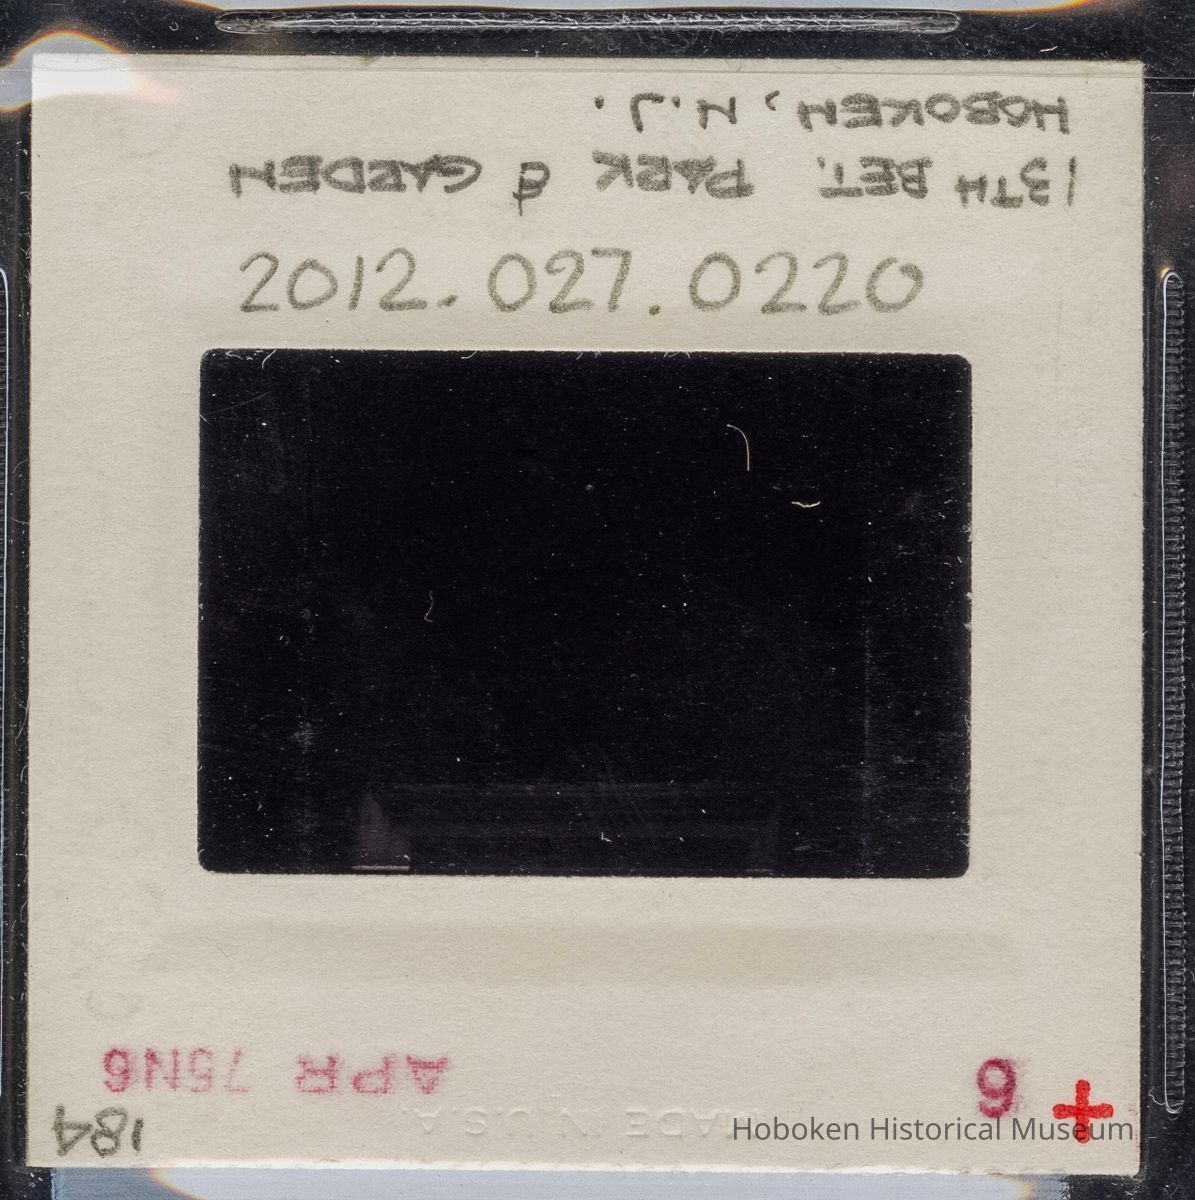 13TH BET. PARK & GARDEN
HOBOKEN, N.J.
2012.027.0220
APR 75N6
6
+
184
MADE IN U.S.A.
Hoboken Historical Museum